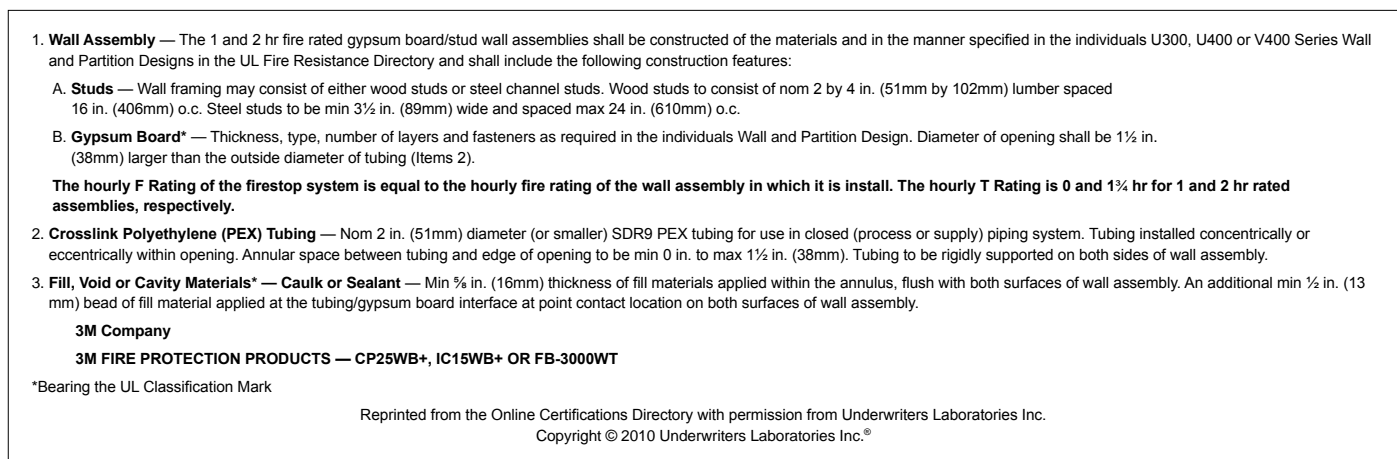 1. Wall Assembly — The 1 and 2 hr fire rated gypsum board/stud wall assemblies shall be constructed of the materials and in the manner specified in the individuals U300, U400 or V400 Series Wall
and Partition Designs in the UL Fire Resistance Directory and shall include the following construction features:
A. Studs — Wall framing may consist of either wood studs or steel channel studs. Wood studs to consist of nom 2 by 4 in. (51mm by 102mm) lumber spaced
16 in. (406mm) o.c. Steel studs to be min 3½ in. (89mm) wide and spaced max 24 in. (610mm) o.c.
B. Gypsum Board* — Thickness, type, number of layers and fasteners as required in the individuals Wall and Partition Design. Diameter of opening shall be 1½ in.
(38mm) larger than the outside diameter of tubing (Items 2).
The hourly F Rating of the firestop system is equal to the hourly fire rating of the wall assembly in which it is install. The hourly T Rating is 0 and 1¾ hr for 1 and 2 hr rated
assemblies, respectively.
2. Crosslink Polyethylene (PEX) Tubing — Nom 2 in. (51mm) diameter (or smaller) SDR9 PEX tubing for use in closed (process or supply) piping system. Tubing installed concentrically or
eccentrically within opening. Annular space between tubing and edge of opening to be min 0 in. to max 1½ in. (38mm). Tubing to be rigidly supported on both sides of wall assembly.
3. Fill, Void or Cavity Materials* — Caulk or Sealant — Min ⅝ in. (16mm) thickness of fill materials applied within the annulus, flush with both surfaces of wall assembly. An additional min ½ in. (13
mm) bead of fill material applied at the tubing/gypsum board interface at point contact location on both surfaces of wall assembly.
3M Company
3M FIRE PROTECTION PRODUCTS — CP25WB+, IC15WB+ OR FB-3000WT
*Bearing the UL Classification Mark
Reprinted from the Online Certifications Directory with permission from Underwriters Laboratories Inc.
Copyright © 2010 Underwriters Laboratories Inc.®